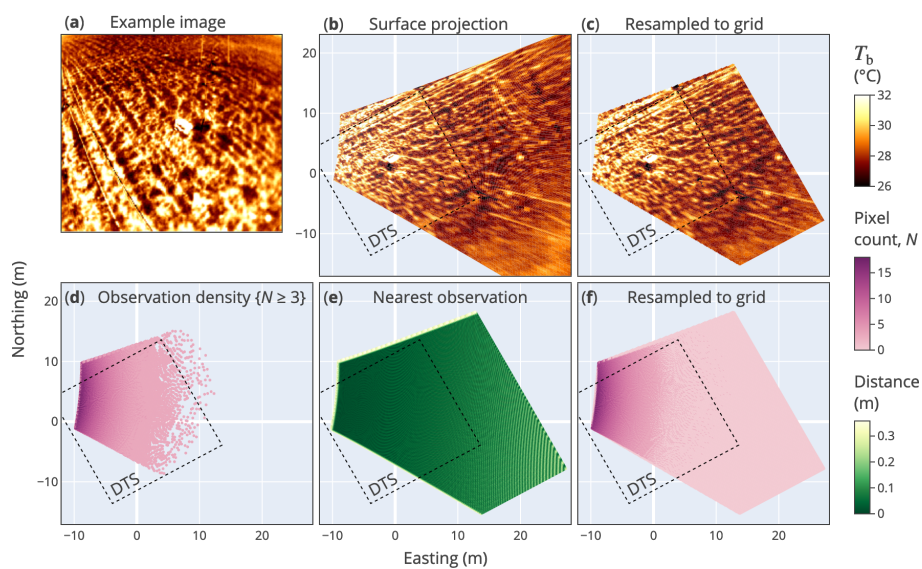 (a) Example image
(b) Surface projection
(c) Resampled to grid
T_b
(°C)
32
30
28
26
20
10
0
−10
DTS
DTS
Pixel
count, N
15
10
5
0
Northing (m)
(d) Observation density {N ≥ 3}
(e) Nearest observation
(f) Resampled to grid
20
10
0
−10
DTS
DTS
DTS
Distance
(m)
0.3
0.2
0.1
0
−10 0 10 20
−10 0 10 20
−10 0 10 20
Easting (m)